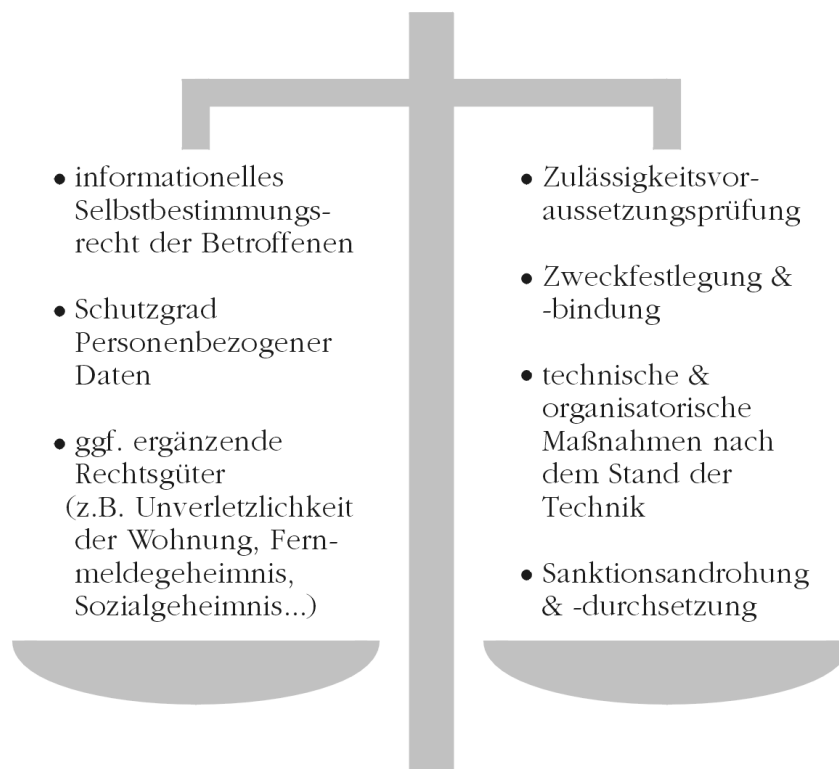 • informationelles
Selbstbestimmungs-
recht der Betroffenen
• Schutzgrad
Personenbezogener
Daten
• ggf. ergänzende
Rechtsgüter
(z.B. Unverletzlichkeit
der Wohnung, Fern-
meldegeheimnis,
Sozialgeheimnis...)
• Zulässigkeitsvor-
aussetzungsprüfung
• Zweckfestlegung &
-bindung
• technische &
organisatorische
Maßnahmen nach
dem Stand der
Technik
• Sanktionsandrohung
& -durchsetzung